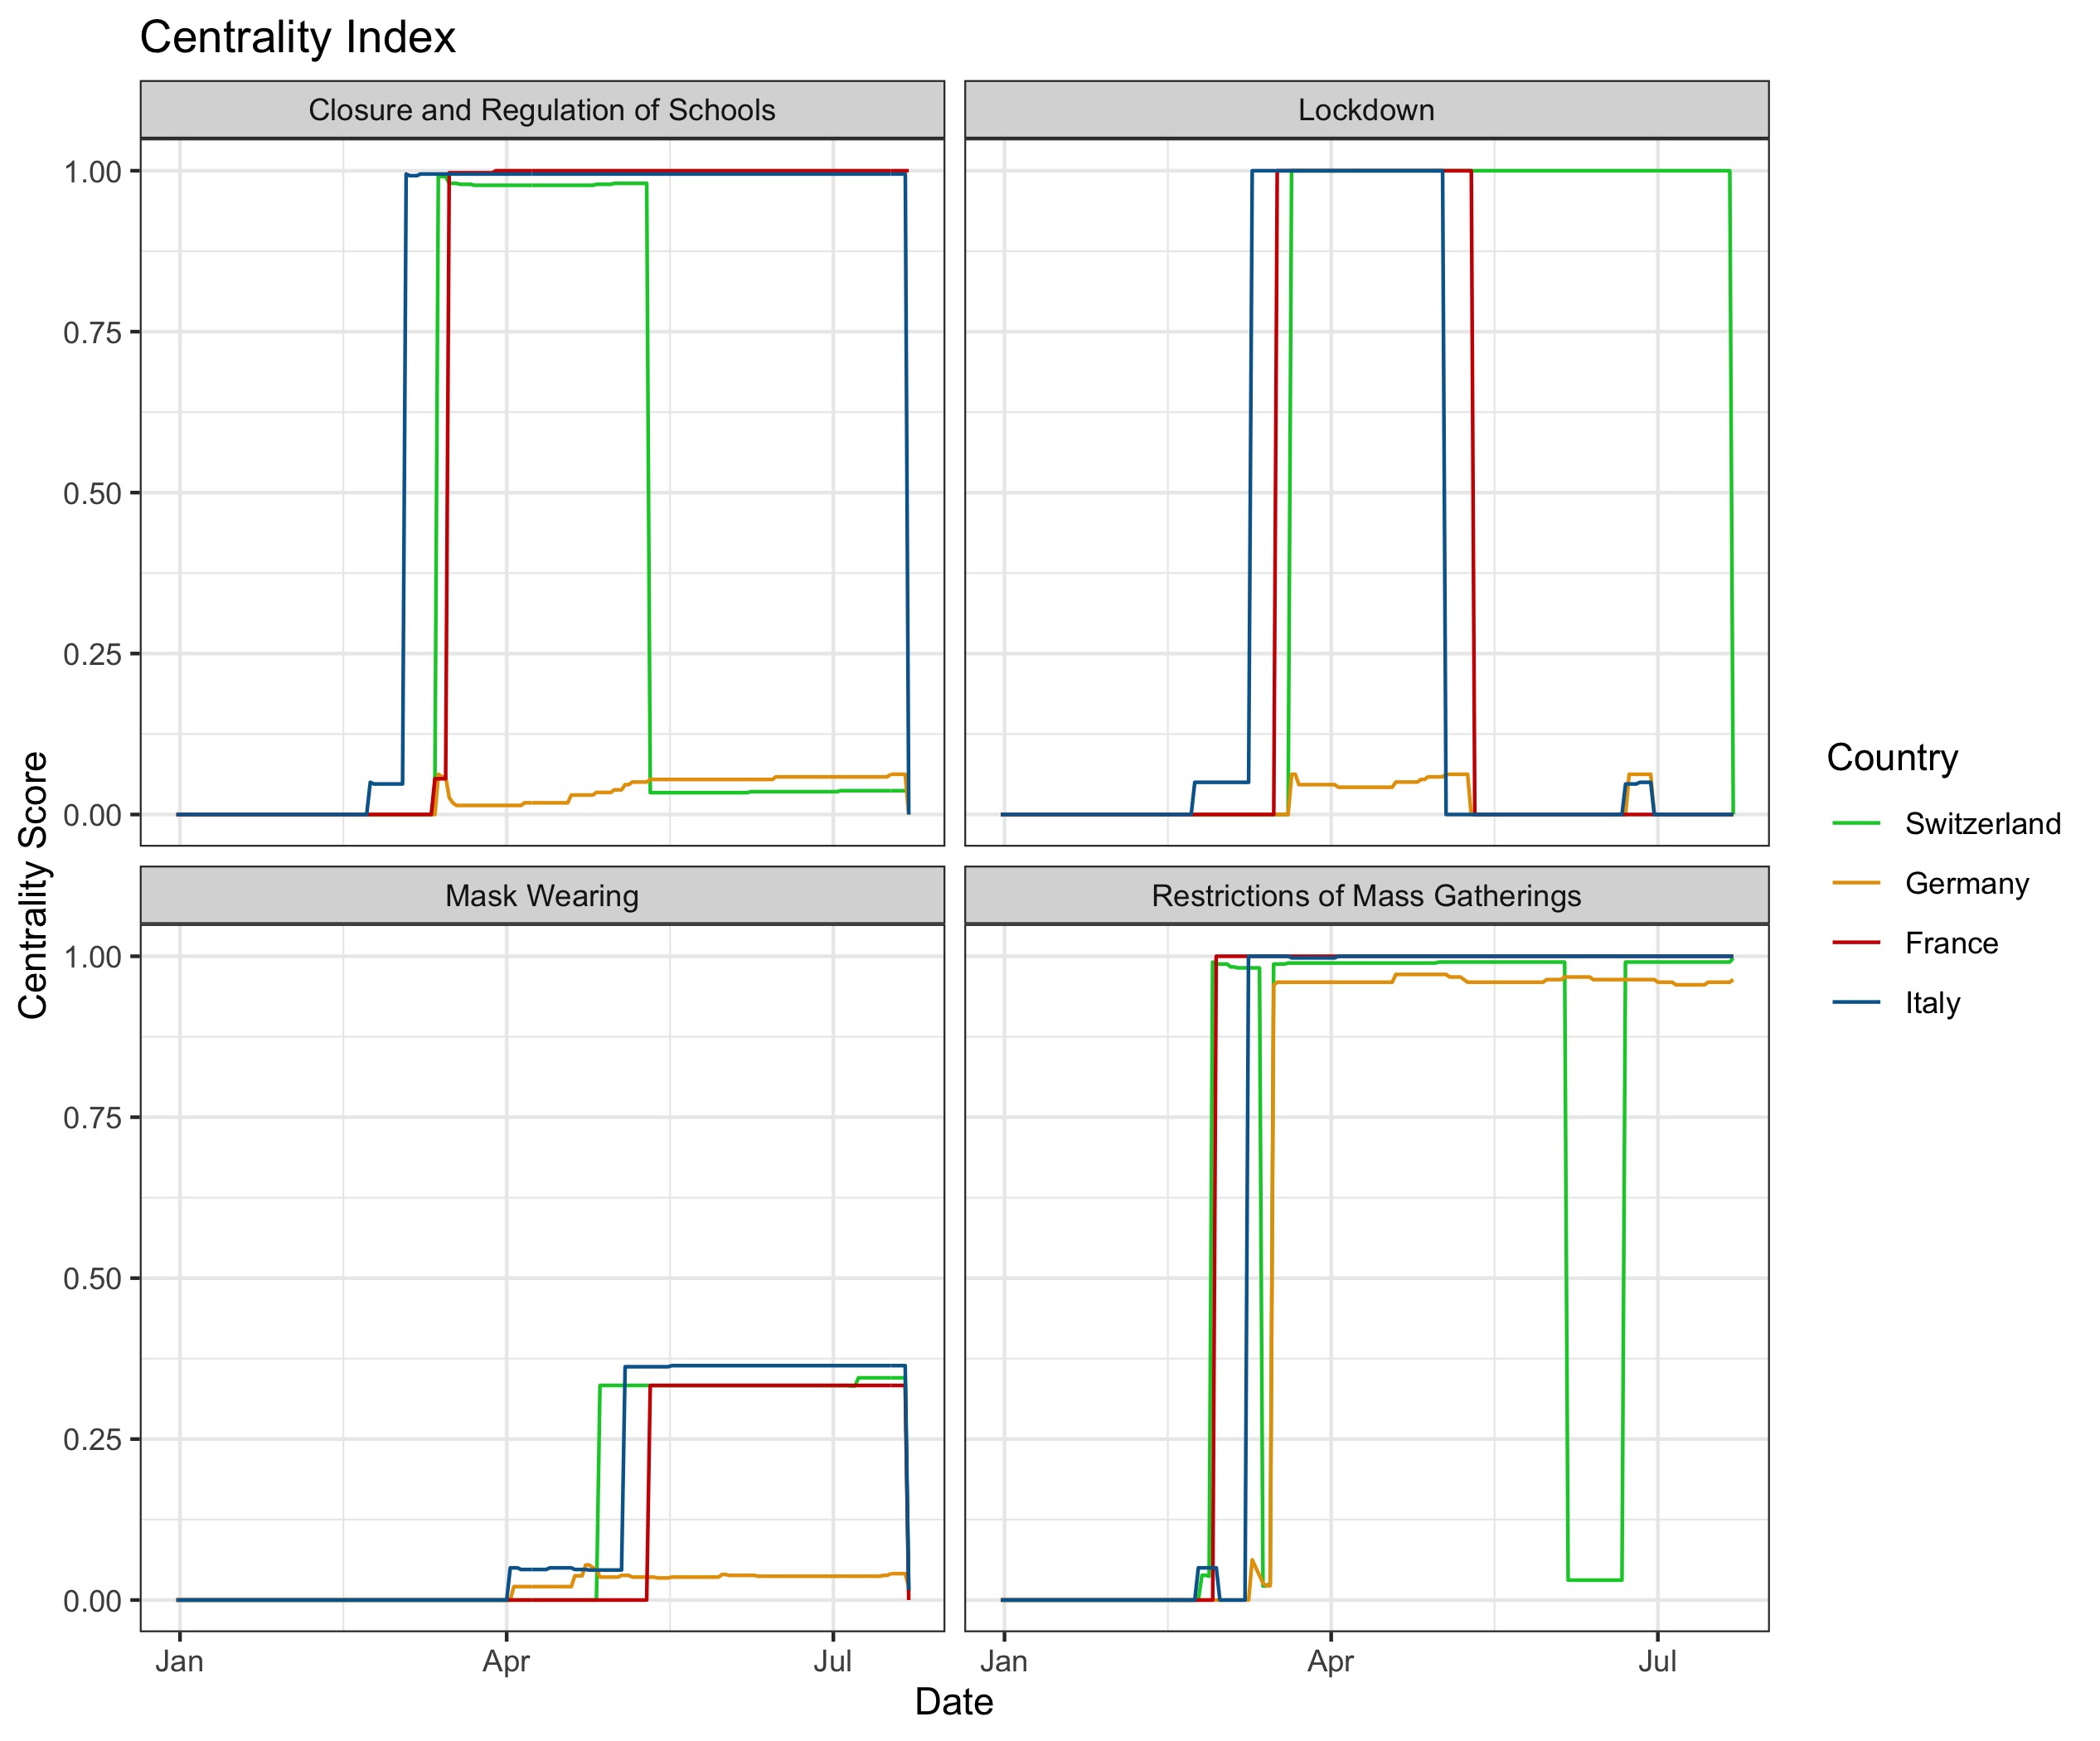 Centrality Index
Closure and Regulation of Schools
Lockdown
1.00
0.75
0.50
0.25
0.00
Mask Wearing
Restrictions of Mass Gatherings
1.00
0.75
0.50
0.25
0.00
Centrality Score
Jan
Apr
Jul
Jan
Apr
Jul
Date
Country
Switzerland
Germany
France
Italy